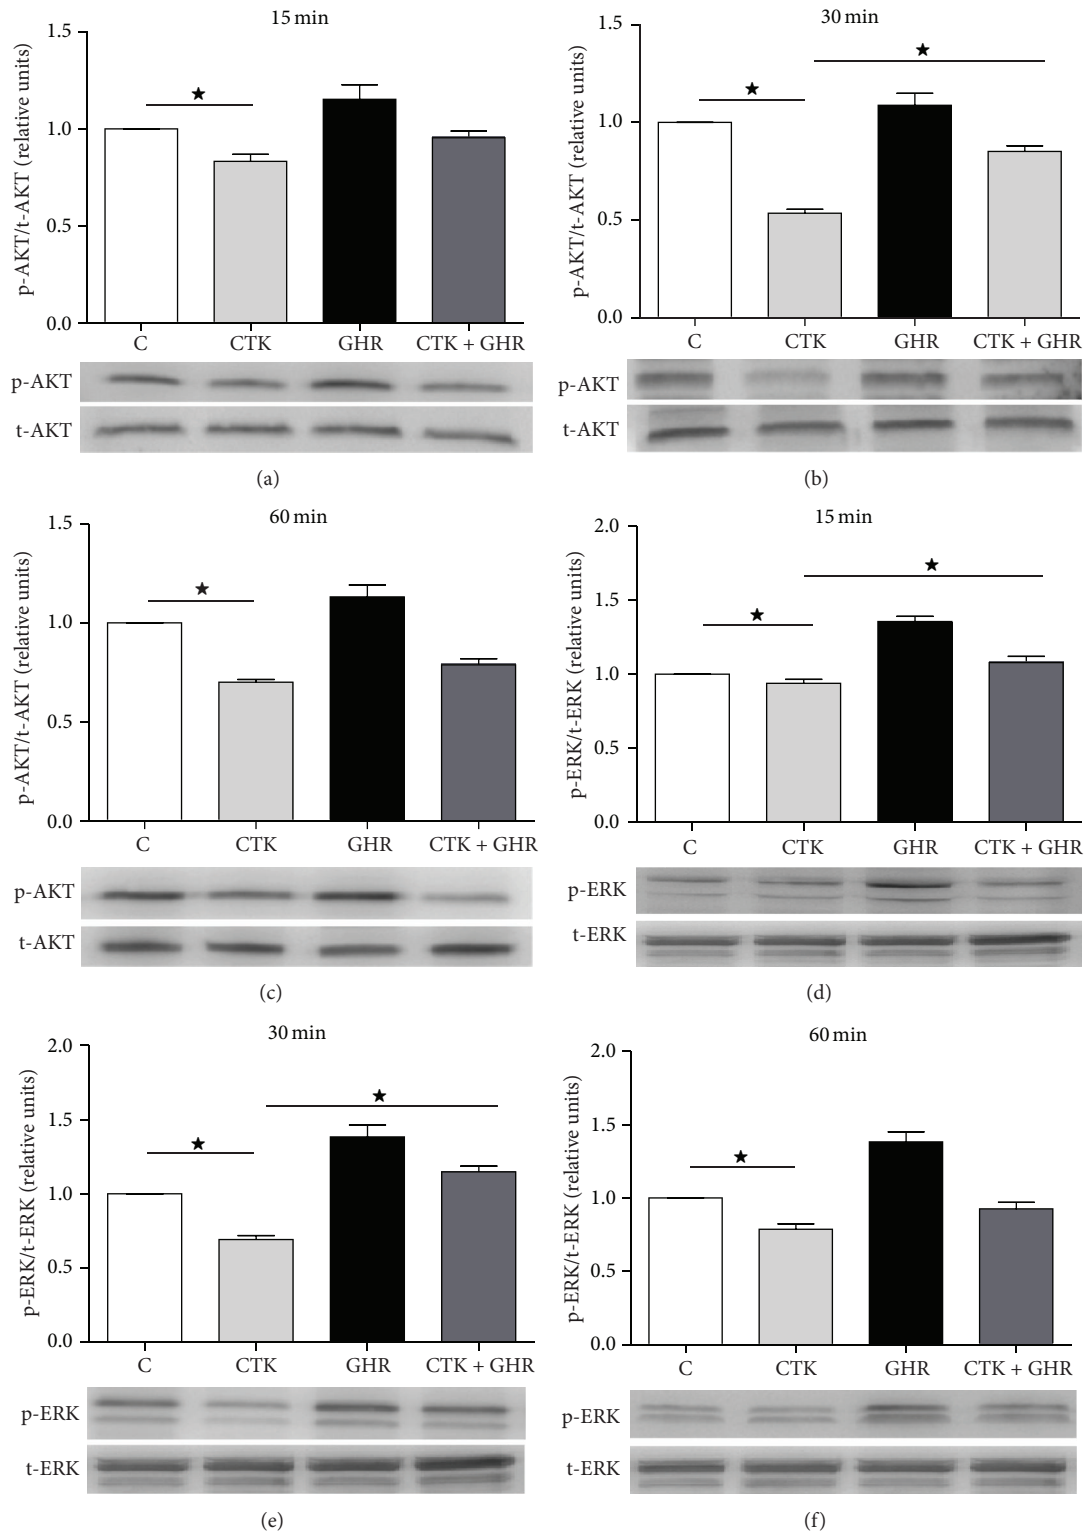 15 min
p-AKT/t-AKT (relative units)
1.5
1.0
0.5
0.0
C CTK GHR CTK + GHR
p-AKT
t-AKT
(a)
30 min
p-AKT/t-AKT (relative units)
1.5
1.0
0.5
0.0
C CTK GHR CTK + GHR
p-AKT
t-AKT
(b)
60 min
p-AKT/t-AKT (relative units)
1.5
1.0
0.5
0.0
C CTK GHR CTK + GHR
p-AKT
t-AKT
(c)
15 min
p-ERK/t-ERK (relative units)
2.0
1.5
1.0
0.5
0.0
C CTK GHR CTK + GHR
p-ERK
t-ERK
(d)
30 min
p-ERK/t-ERK (relative units)
2.0
1.5
1.0
0.5
0.0
C CTK GHR CTK + GHR
p-ERK
t-ERK
(e)
60 min
p-ERK/t-ERK (relative units)
2.0
1.5
1.0
0.5
0.0
C CTK GHR CTK + GHR
p-ERK
t-ERK
(f)